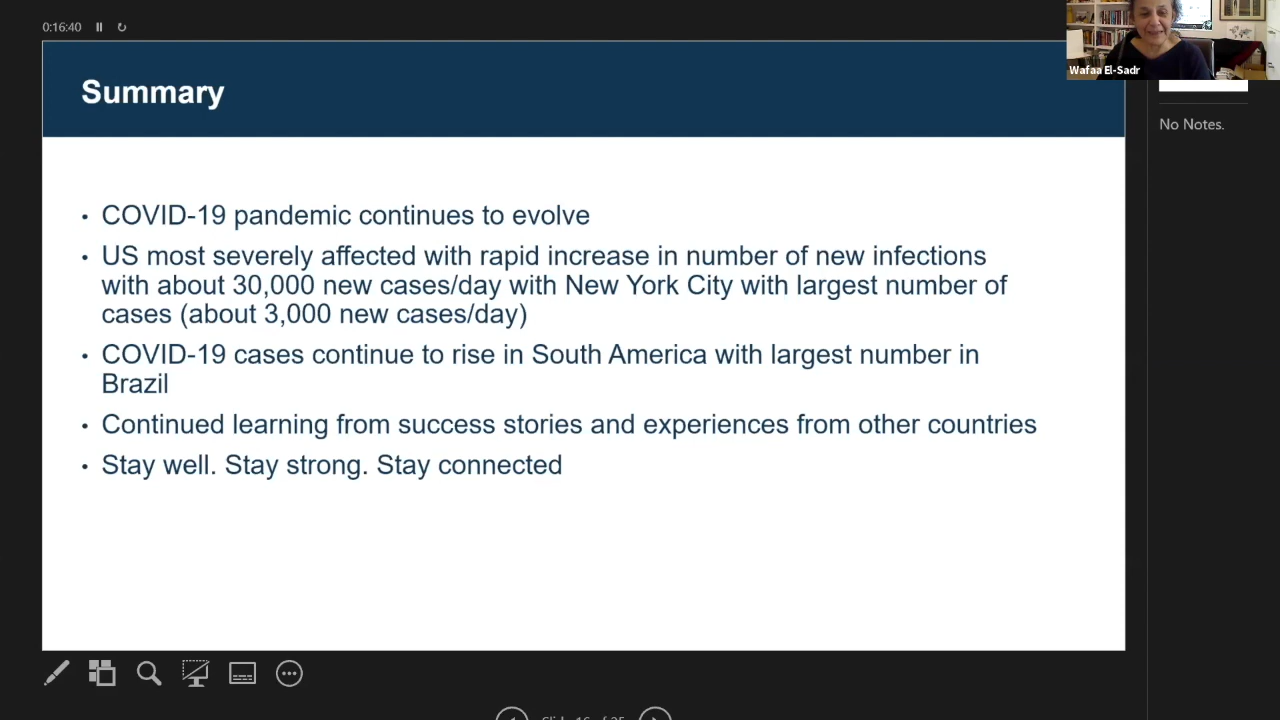 0:16:40
Wafaa El-Sadr
Summary
No Notes.
• COVID-19 pandemic continues to evolve
• US most severely affected with rapid increase in number of new infections
with about 30,000 new cases/day with New York City with largest number of
cases (about 3,000 new cases/day)
• COVID-19 cases continue to rise in South America with largest number in
Brazil
• Continued learning from success stories and experiences from other countries
• Stay well. Stay strong. Stay connected
Slide 16 of 25